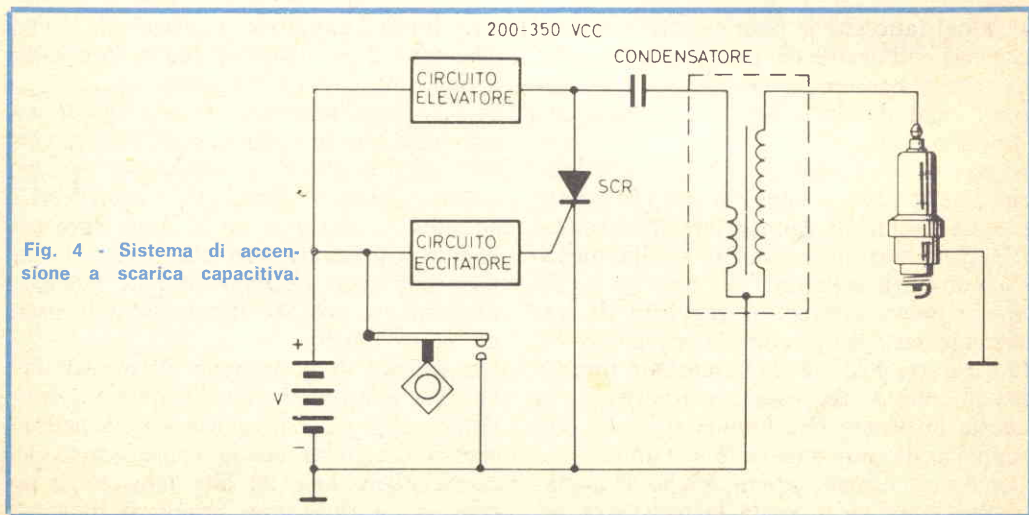 200-350 VCC
CONDENSATORE
CIRCUITO
ELEVATORE
SCR
CIRCUITO
ECCITATORE
Fig. 4 - Sistema di accen-
sione a scarica capacitiva.
+
V
-